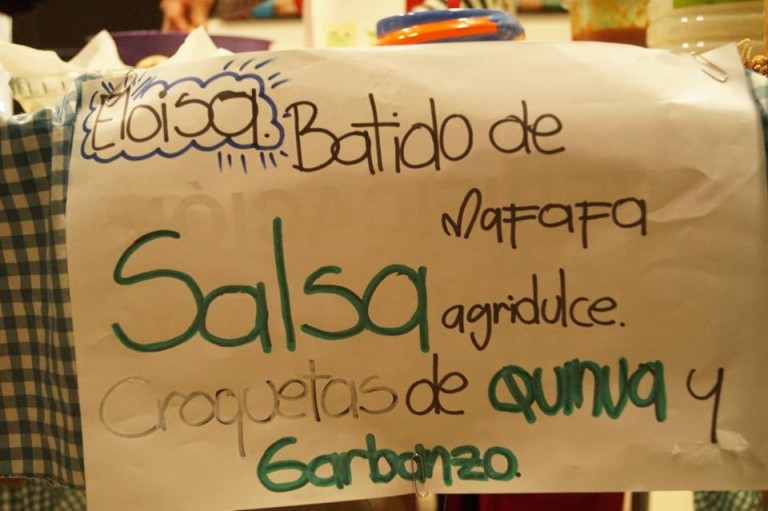 Eloisa. Batido de
Mafafa
Salsa agridulce.
Croquetas de Quinua y
Garbanzo.